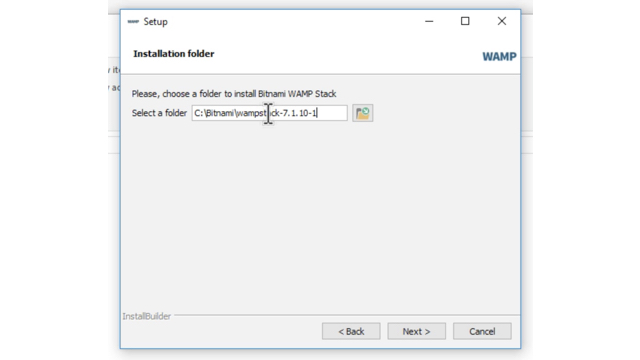 Setup
Installation folder
WAMP
y it
Please, choose a folder to install Bitnami WAMP Stack
Select a folder C:\Bitnami\wampstack-7.1.10-1
InstallBuilder
< Back Next > Cancel